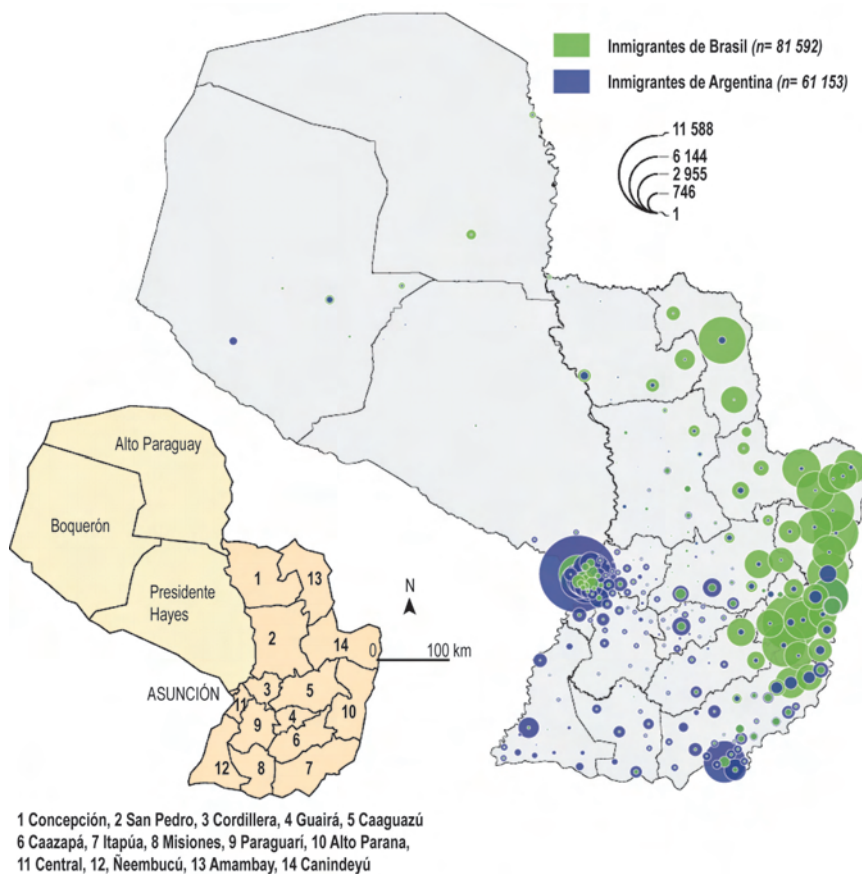 Inmigrantes de Brasil (n= 81 592)
Inmigrantes de Argentina (n= 61 153)
11 588
6 144
2 955
746
1
Alto Paraguay
Boquerón
Presidente
Hayes
ASUNCIÓN
N
0 100 km
1
13
2
14
3
5
11
4
10
9
6
12
8
7
1 Concepción, 2 San Pedro, 3 Cordillera, 4 Guairá, 5 Caaguazú
6 Caazapá, 7 Itapúa, 8 Misiones, 9 Paraguarí, 10 Alto Parana,
11 Central, 12, Ñeembucú, 13 Amambay, 14 Canindeyú